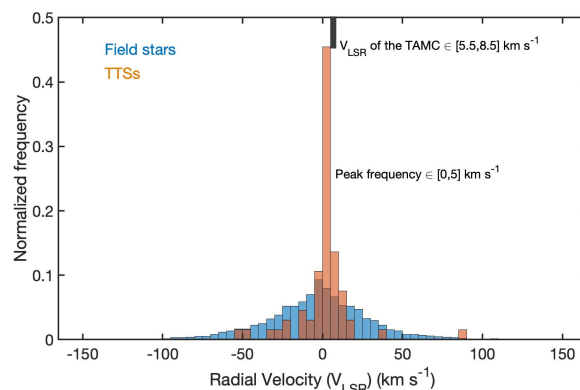 0.5
0.4
0.3
0.2
0.1
0
Normalized frequency
Field stars
TTSs
V_LSR of the TAMC ∈ [5.5,8.5] km s⁻¹
Peak frequency ∈ [0,5] km s⁻¹
-150 -100 -50 0 50 100 150
Radial Velocity (V_LSR) (km s⁻¹)